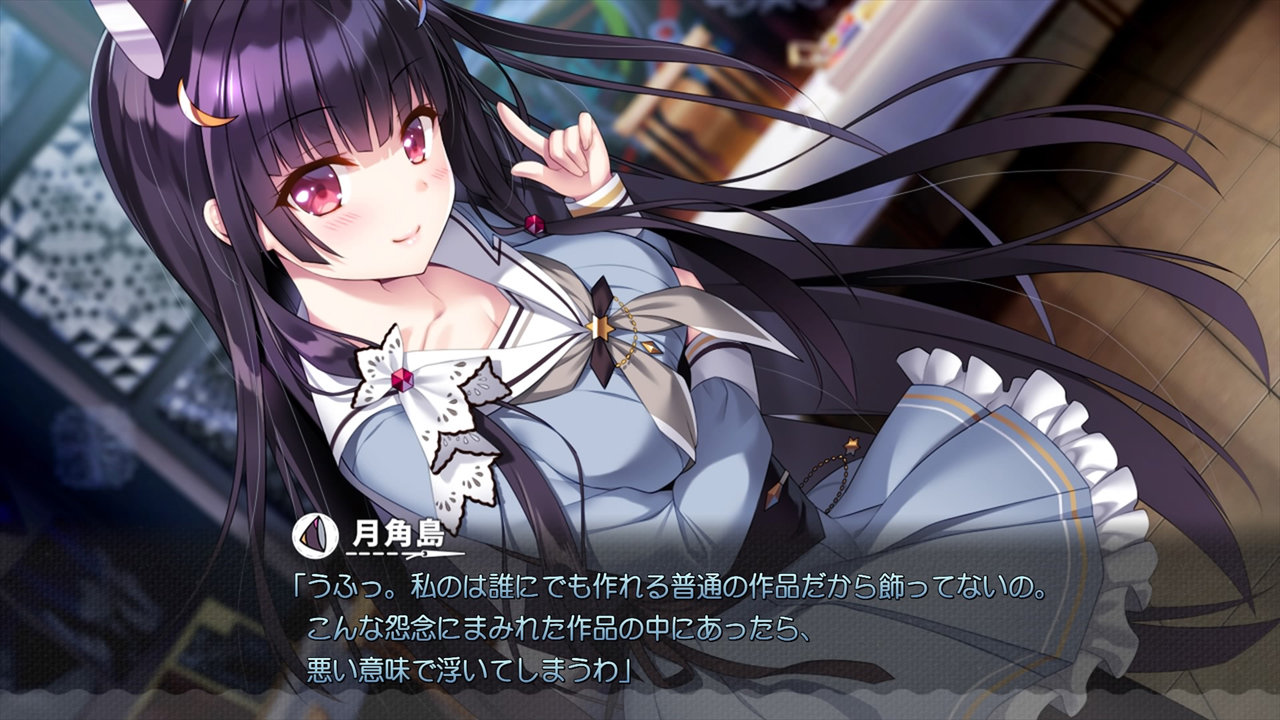 月角島
「うふっ。私のは誰にでも作れる普通の作品だから飾ってないの。
こんな怨念にまみれた作品の中にあったら、
悪い意味で浮いてしまうわ」